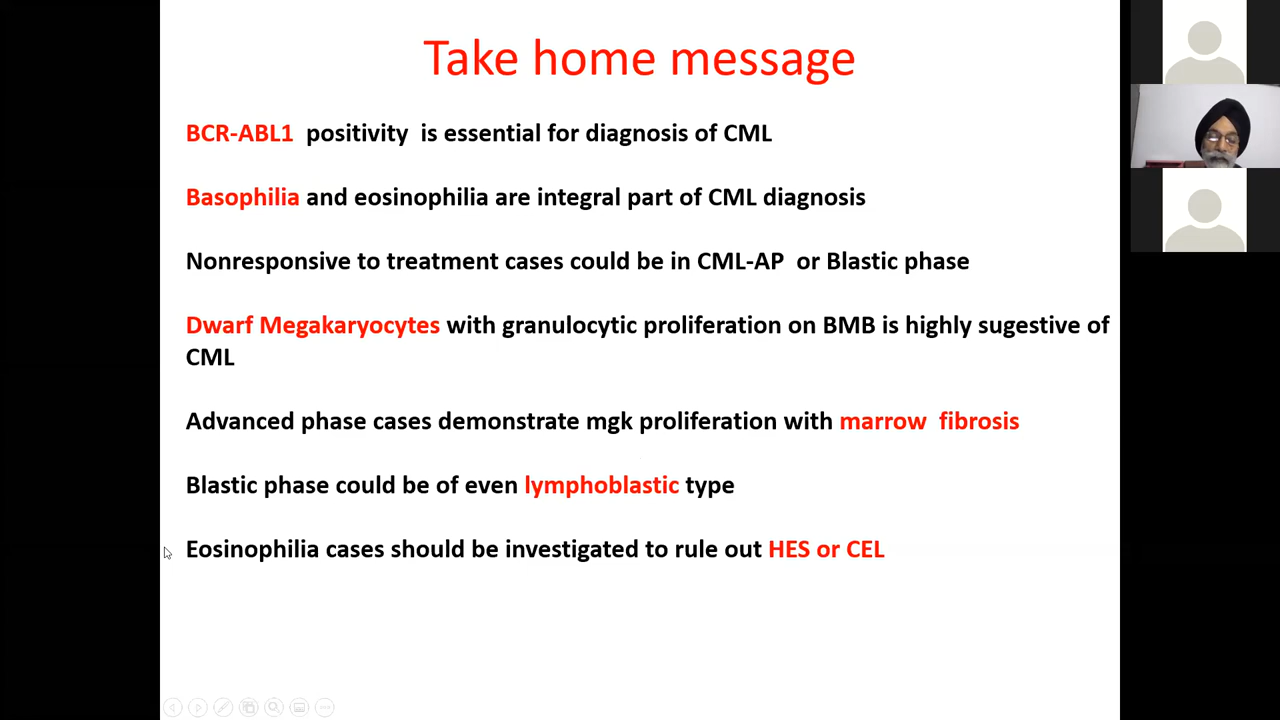 Take home message
BCR-ABL1 positivity is essential for diagnosis of CML
Basophilia and eosinophilia are integral part of CML diagnosis
Nonresponsive to treatment cases could be in CML-AP or Blastic phase
Dwarf Megakaryocytes with granulocytic proliferation on BMB is highly sugestive of
CML
Advanced phase cases demonstrate mgk proliferation with marrow fibrosis
Blastic phase could be of even lymphoblastic type
Eosinophilia cases should be investigated to rule out HES or CEL